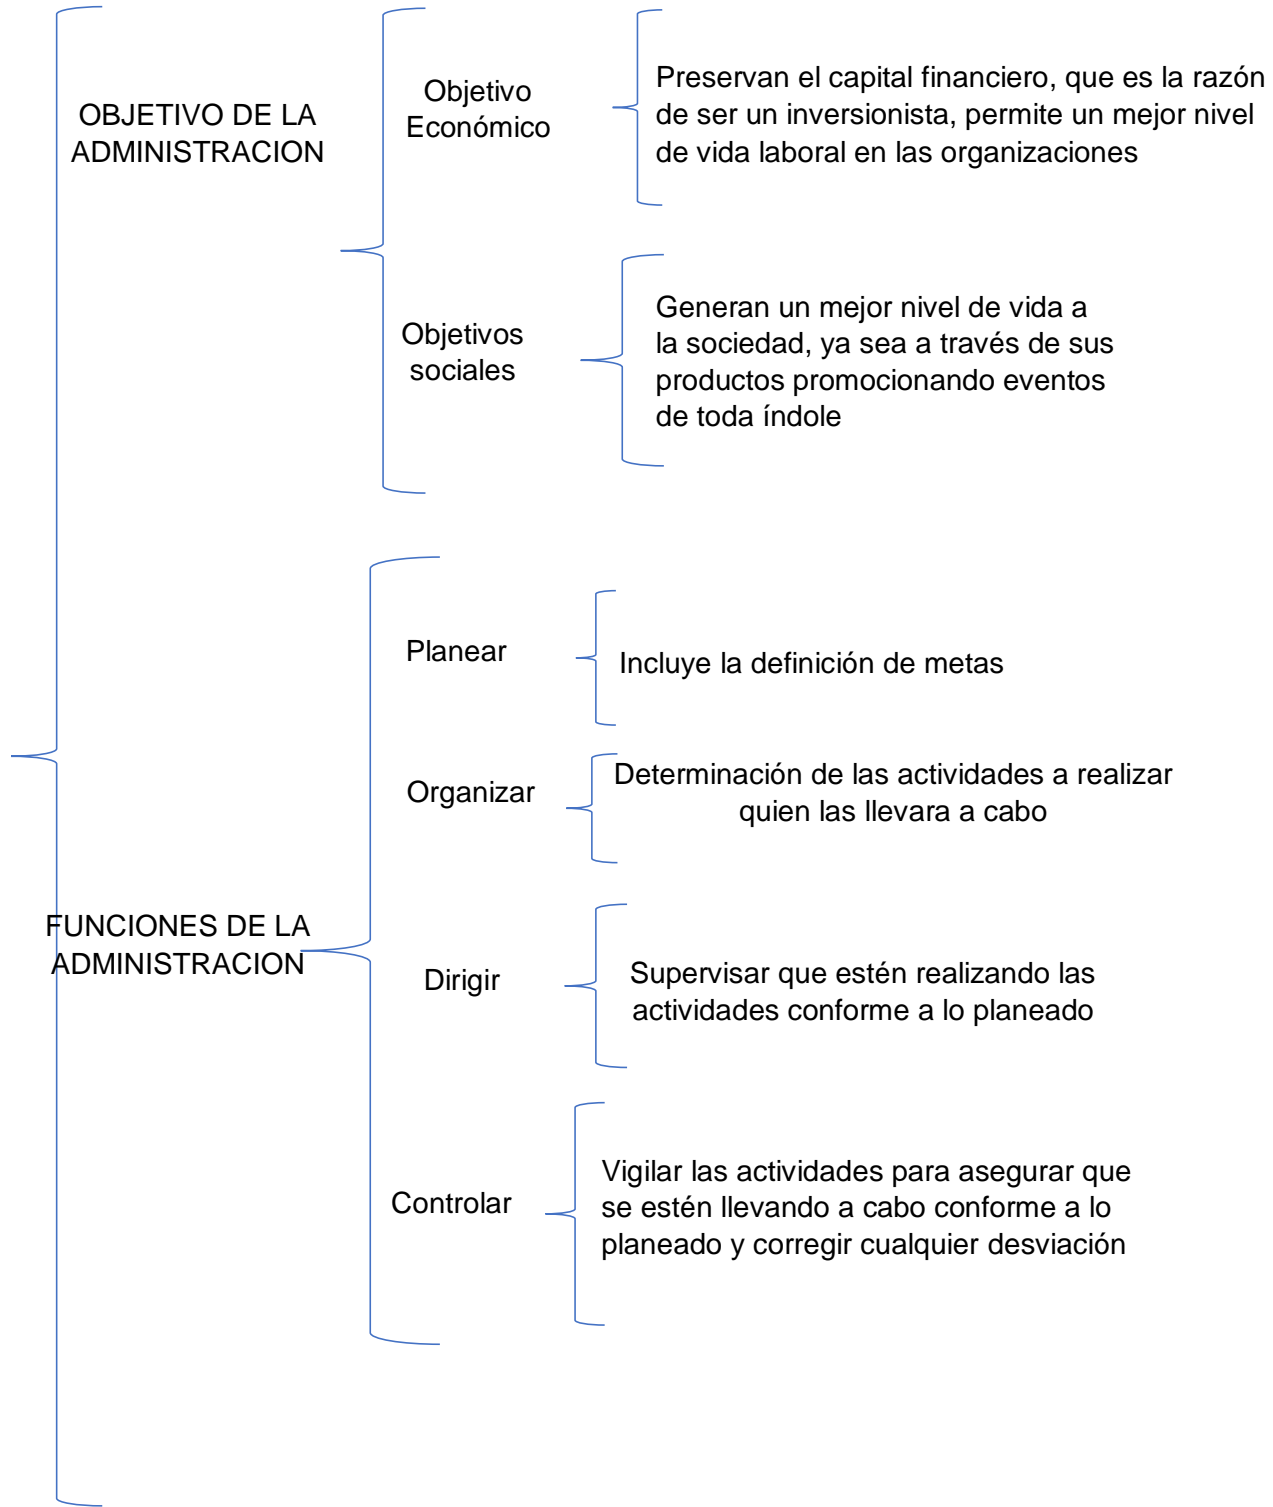 OBJETIVO DE LA
ADMINISTRACION
Objetivo
Económico
Preservan el capital financiero, que es la razón
de ser un inversionista, permite un mejor nivel
de vida laboral en las organizaciones
Objetivos
sociales
Generan un mejor nivel de vida a
la sociedad, ya sea a través de sus
productos promocionando eventos
de toda índole
FUNCIONES DE LA
ADMINISTRACION
Planear
Incluye la definición de metas
Organizar
Determinación de las actividades a realizar
quien las llevara a cabo
Dirigir
Supervisar que estén realizando las
actividades conforme a lo planeado
Controlar
Vigilar las actividades para asegurar que
se estén llevando a cabo conforme a lo
planeado y corregir cualquier desviación